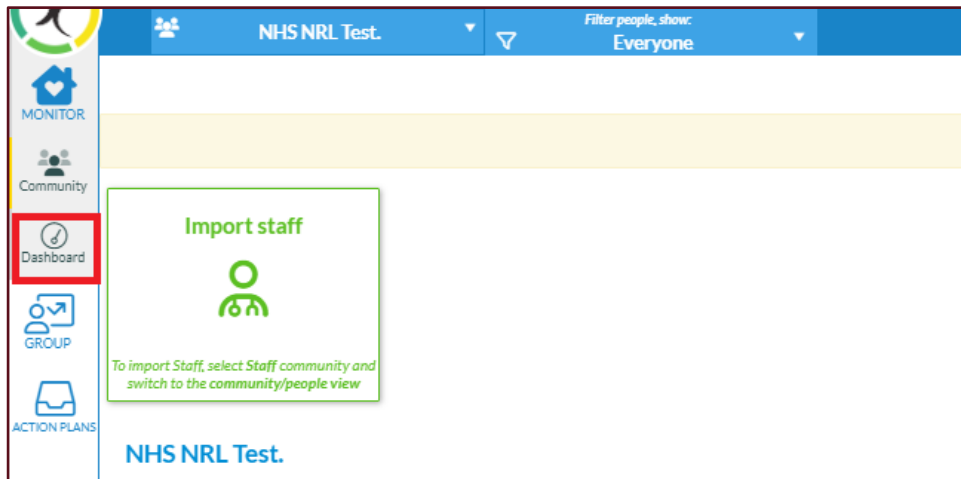 NHS NRL Test.
Filter people, show:
Everyone
MONITOR
Community
Dashboard
GROUP
ACTION PLANS
Import staff
To import Staff, select Staff community and
switch to the community/people view
NHS NRL Test.